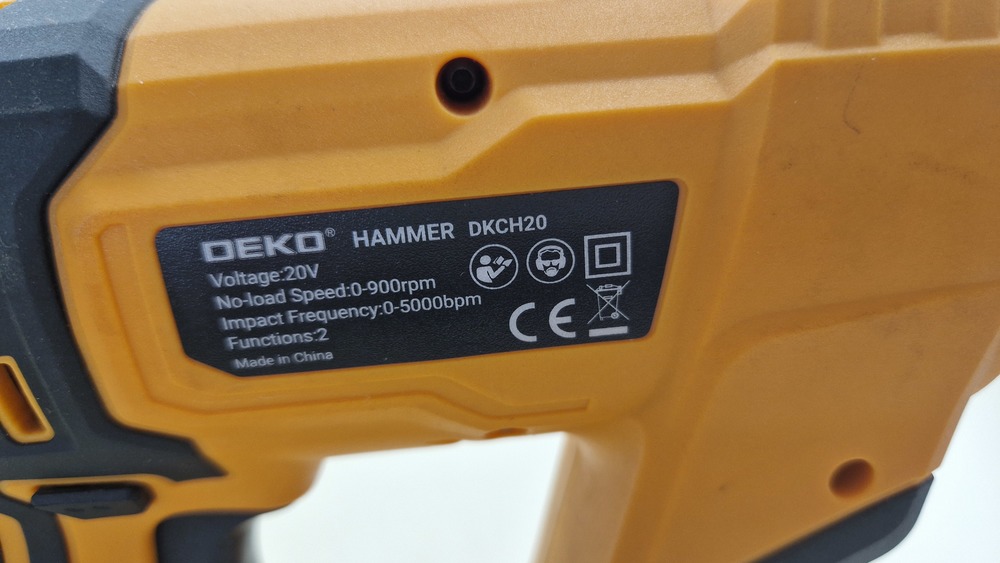 DEKO® HAMMER DKCH20
Voltage:20V
No-load Speed:0-900rpm
Impact Frequency:0-5000bpm
Functions:2
Made in China
CE